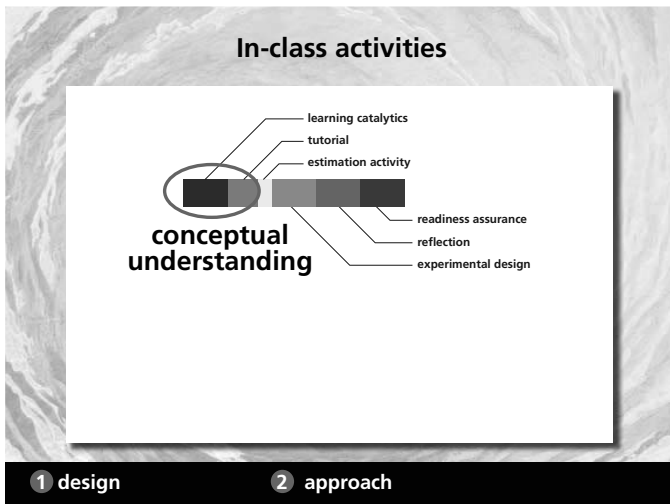 In-class activities
learning catalytics
tutorial
estimation activity
readiness assurance
conceptual
understanding
reflection
experimental design
1 design
2 approach